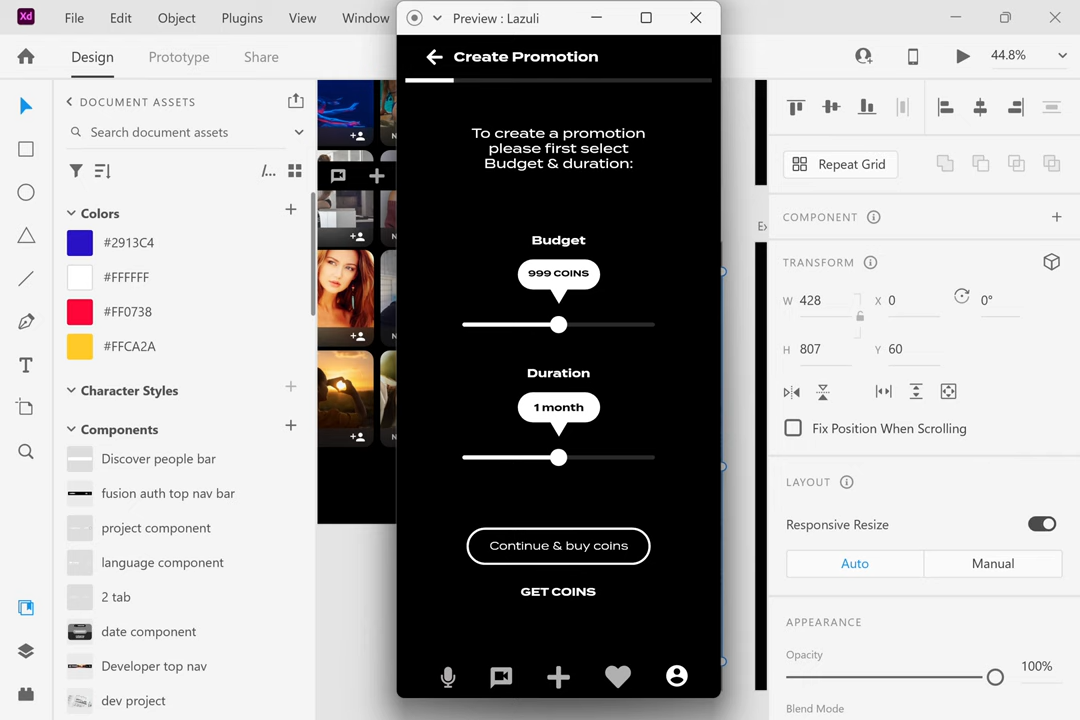 Xd
File
Edit
Object
Plugins
View
Window
Preview : Lazuli
Design
Prototype
Share
44.8%
DOCUMENT ASSETS
Search document assets
/...
Colors
#2913C4
#FFFFFF
#FF0738
#FFCA2A
Character Styles
Components
Discover people bar
fusion auth top nav bar
project component
language component
2 tab
date component
Developer top nav
dev project
Create Promotion
To create a promotion
please first select
Budget & duration:
Budget
999 COINS
Duration
1 month
Continue & buy coins
GET COINS
Repeat Grid
COMPONENT
TRANSFORM
W 428
X 0
0°
H 807
Y 60
Fix Position When Scrolling
LAYOUT
Responsive Resize
Auto
Manual
APPEARANCE
Opacity
100%
Blend Mode